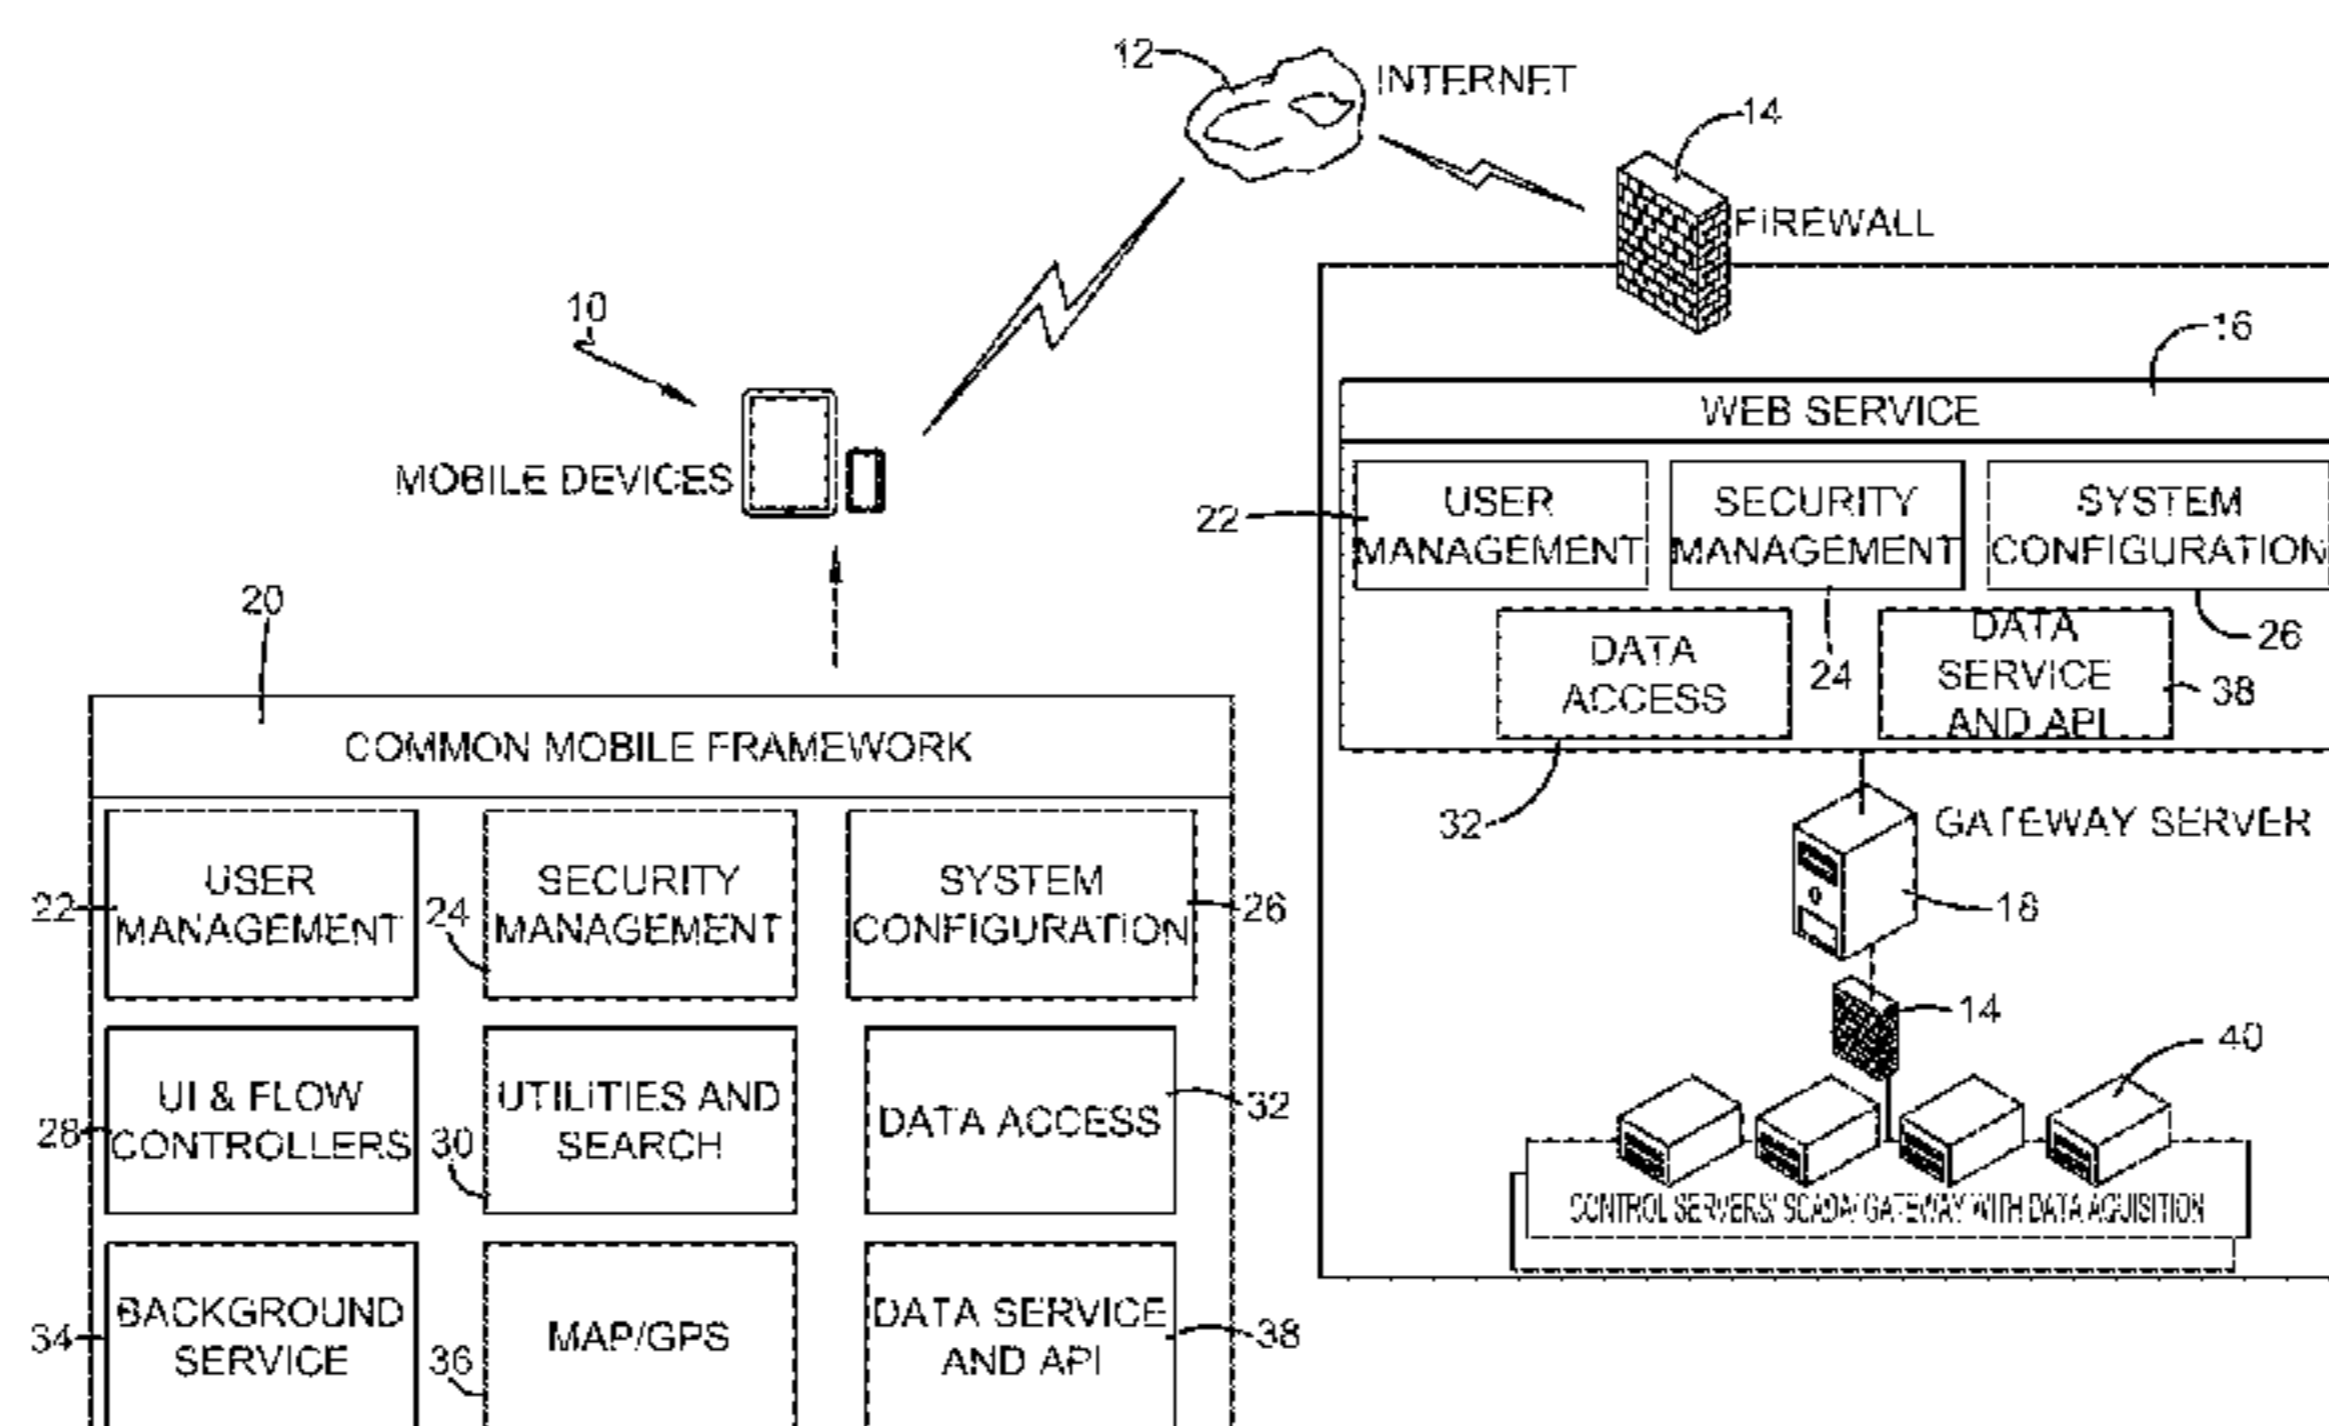 12
INTERNET
14
FIREWALL
10
16
WEB SERVICE
MOBILE DEVICES
22
USER
MANAGEMENT
SECURITY
MANAGEMENT
SYSTEM
CONFIGURATION
20
DATA
ACCESS
24
DATA
SERVICE
AND API
26
38
COMMON MOBILE FRAMEWORK
32
GATEWAY SERVER
18
22
USER
MANAGEMENT
24
SECURITY
MANAGEMENT
SYSTEM
CONFIGURATION
26
14
40
28
UI & FLOW
CONTROLLERS
30
UTILITIES AND
SEARCH
DATA ACCESS
32
CONTROL SERVERS/ SCADA/ GATEWAY WITH DATA AQUISITION
34
BACKGROUND
SERVICE
36
MAP/GPS
DATA SERVICE
AND API
38